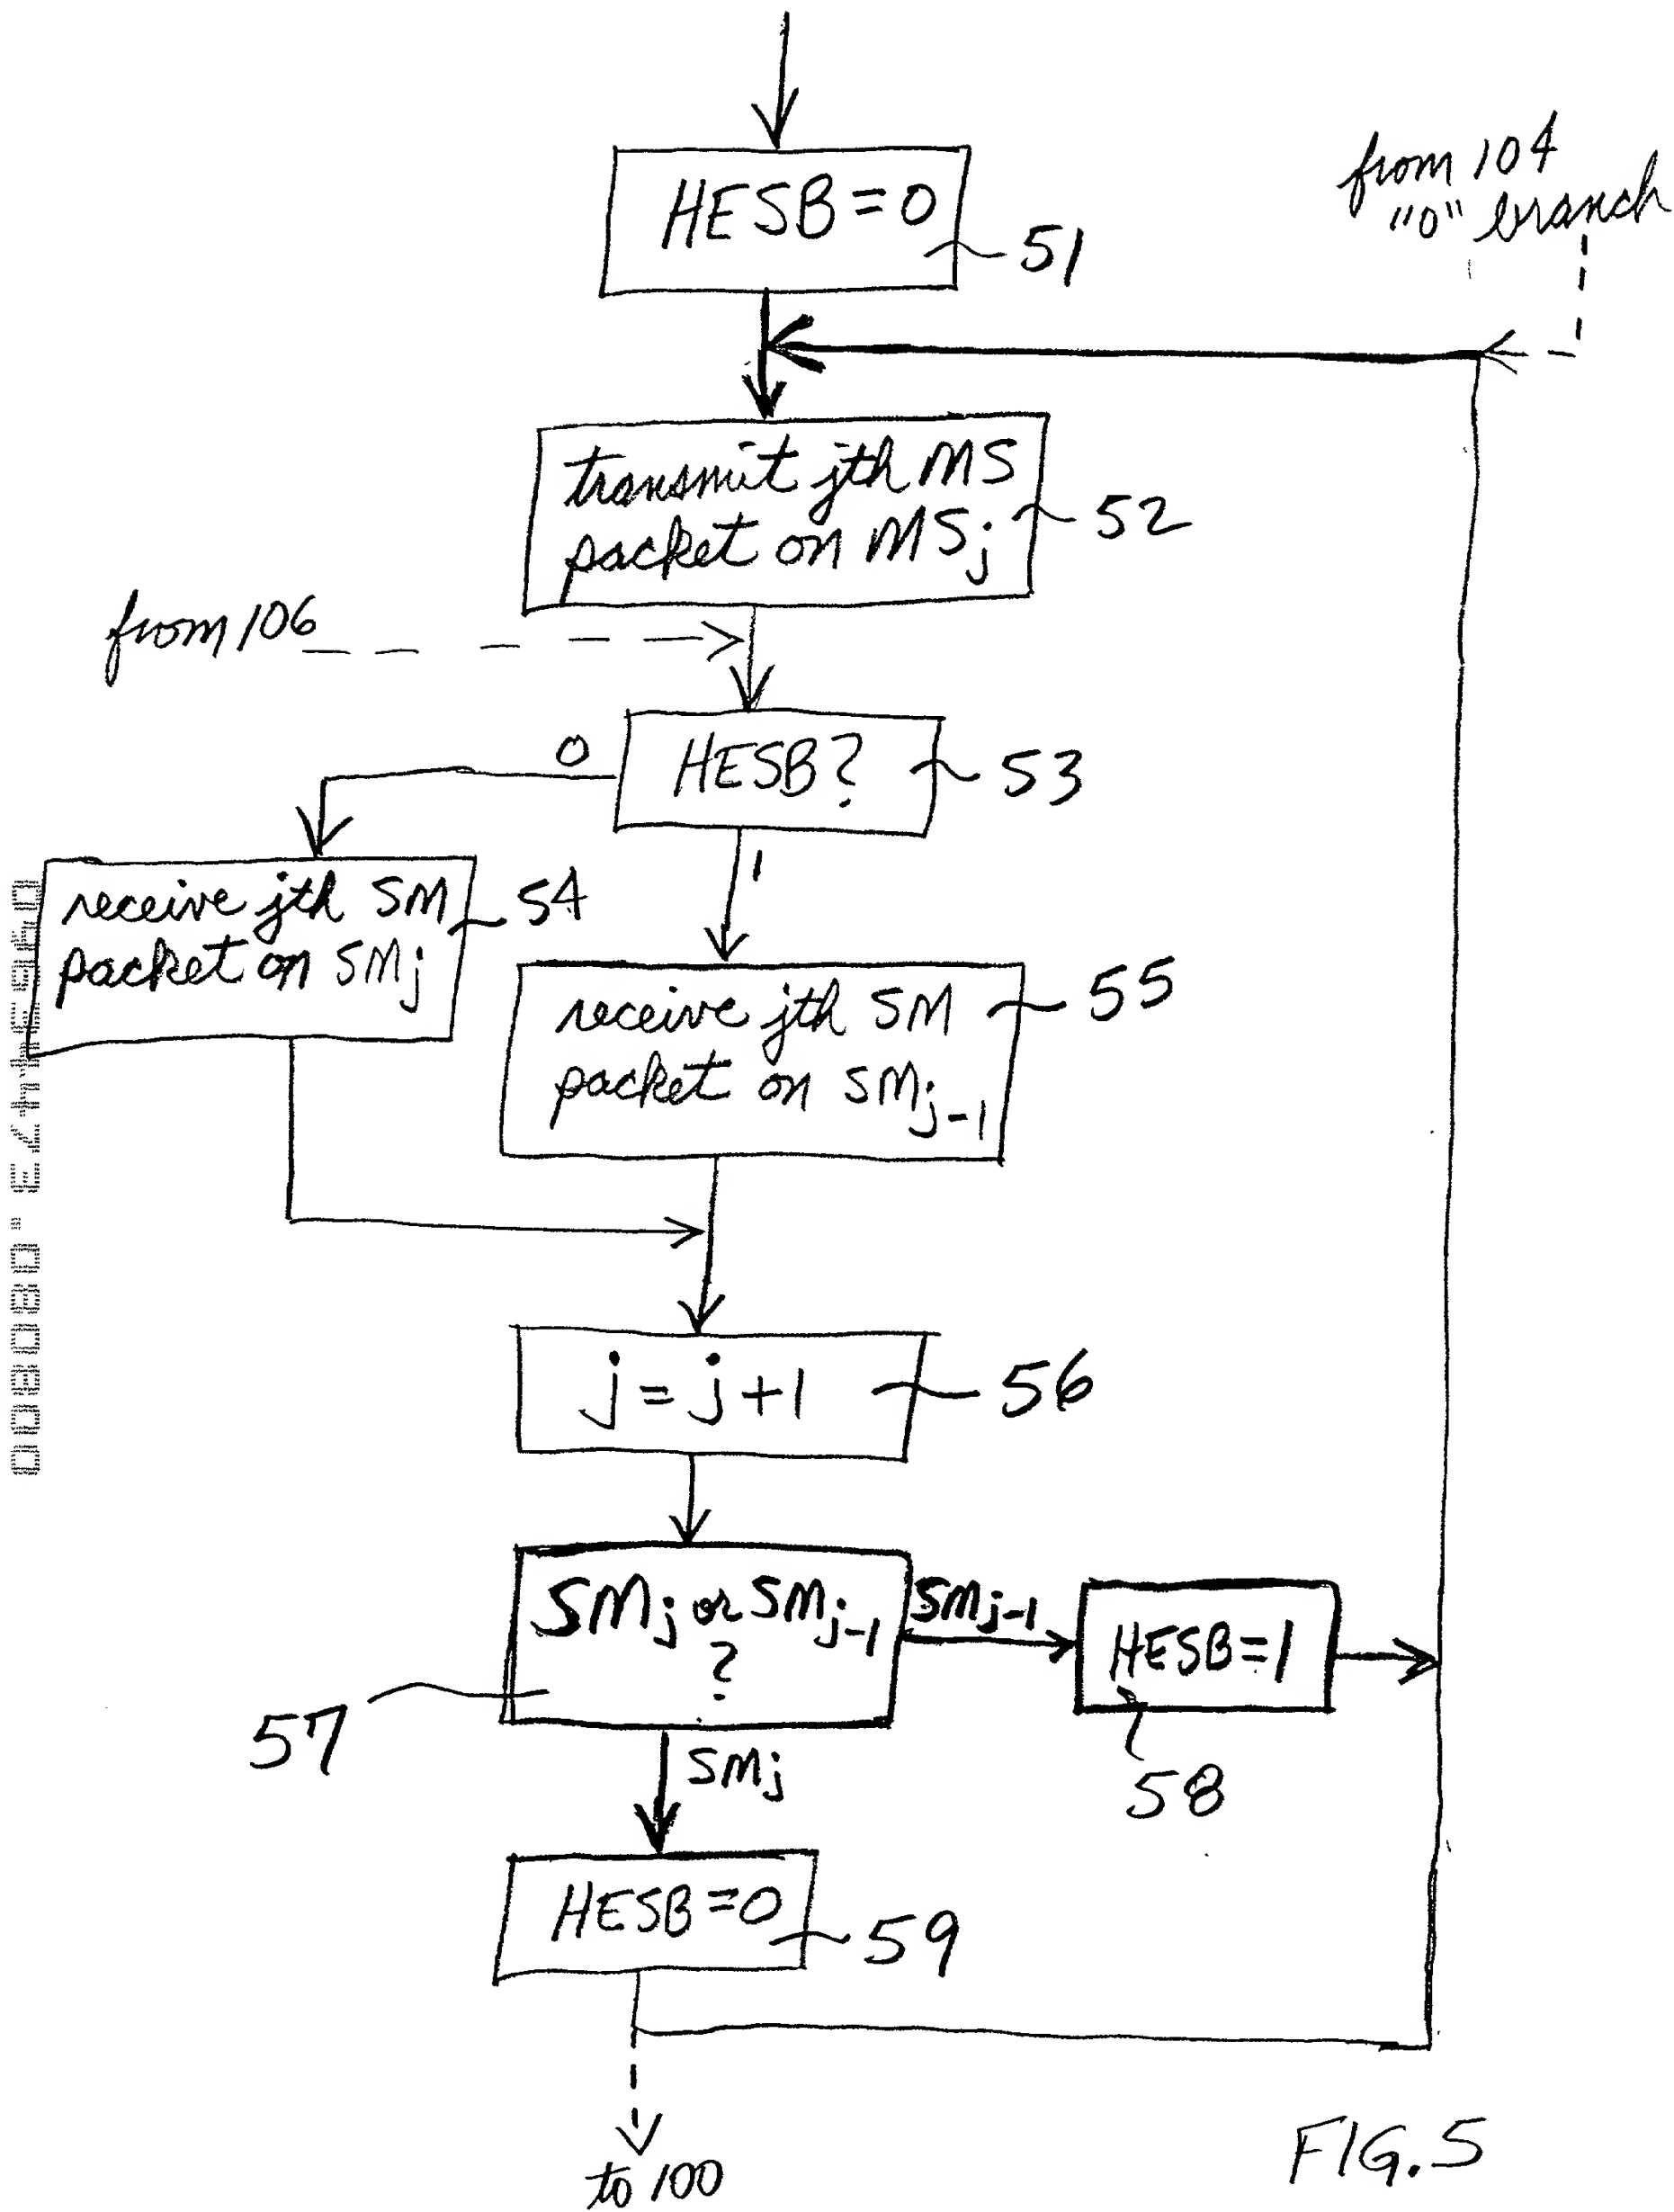 HESB=0
51
from 104
"0" branch
transmit jth MS
packet on MSj
52
from 106
HESB?
53
0
1
receive jth SM
packet on SMj
54
receive jth SM
packet on SMj-1
55
j=j+1
56
SMj or SMj-1
?
57
SMj-1
HESB=1
58
SMj
HESB=0
59
to 100
FIG.5